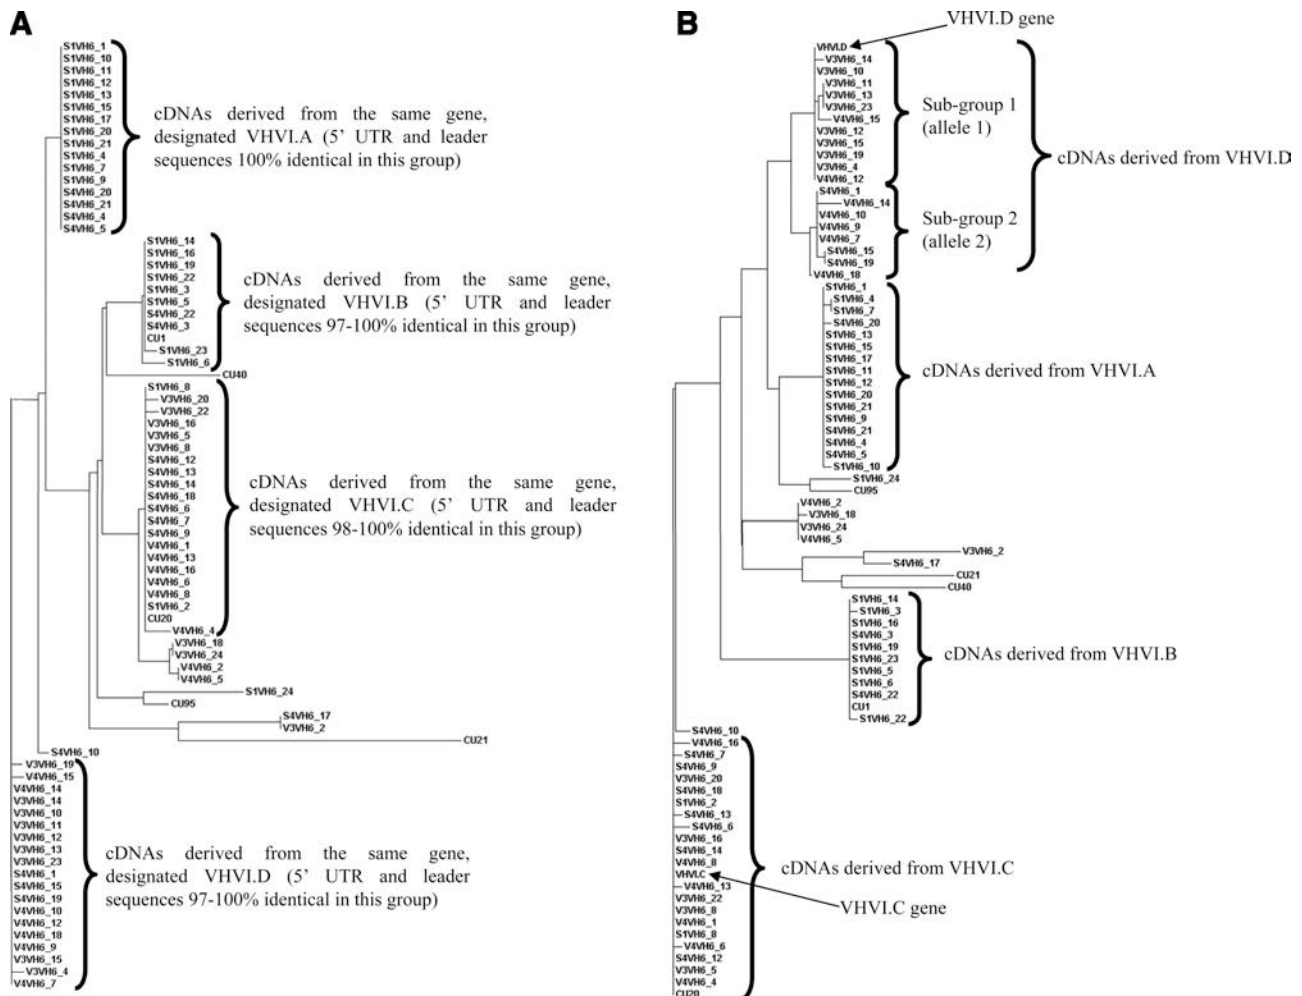 A
S1VH6_1
S1VH6_10
S1VH6_11
S1VH6_12
S1VH6_13
S1VH6_15
S1VH6_17
S1VH6_20
S1VH6_21
S1VH6_4
S1VH6_7
S1VH6_9
S4VH6_20
S4VH6_21
S4VH6_4
S4VH6_5
cDNAs derived from the same gene,
designated VHVI.A (5' UTR and leader
sequences 100% identical in this group)
S1VH6_14
S1VH6_16
S1VH6_19
S1VH6_22
S1VH6_3
S1VH6_5
S4VH6_22
S4VH6_3
CU1
S1VH6_23
S1VH6_6
cDNAs derived from the same gene,
designated VHVI.B (5' UTR and leader
sequences 97-100% identical in this group)
CU40
S1VH6_8
V3VH6_20
V3VH6_22
V3VH6_16
V3VH6_5
V3VH6_8
S4VH6_12
S4VH6_13
S4VH6_14
S4VH6_18
S4VH6_6
S4VH6_7
S4VH6_9
V4VH6_1
V4VH6_13
V4VH6_16
V4VH6_6
V4VH6_8
S1VH6_2
CU20
V4VH6_4
cDNAs derived from the same gene,
designated VHVI.C (5' UTR and leader
sequences 98-100% identical in this group)
V3VH6_18
V3VH6_24
V4VH6_2
V4VH6_5
S1VH6_24
CU95
S4VH6_17
V3VH6_2
CU21
S4VH6_10
V3VH6_19
V4VH6_15
V4VH6_14
V3VH6_14
V3VH6_10
V3VH6_11
V3VH6_12
V3VH6_13
V3VH6_23
S4VH6_1
S4VH6_15
S4VH6_19
V4VH6_10
V4VH6_12
V4VH6_18
V4VH6_9
V3VH6_15
V3VH6_4
V4VH6_7
cDNAs derived from the same gene,
designated VHVI.D (5' UTR and leader
sequences 97-100% identical in this group)
B
VHVI.D gene
VHVI.D
V3VH6_14
V3VH6_10
V3VH6_11
V3VH6_13
V3VH6_23
V4VH6_15
V3VH6_12
V3VH6_15
V3VH6_19
V3VH6_4
V4VH6_12
Sub-group 1
(allele 1)
S4VH6_1
V4VH6_14
V4VH6_10
V4VH6_9
V4VH6_7
S4VH6_15
S4VH6_19
V4VH6_18
Sub-group 2
(allele 2)
cDNAs derived from VHVI.D
S1VH6_1
S1VH6_4
S1VH6_7
S4VH6_20
S1VH6_13
S1VH6_15
S1VH6_17
S1VH6_11
S1VH6_12
S1VH6_20
S1VH6_21
S1VH6_9
S4VH6_21
S4VH6_4
S4VH6_5
S1VH6_10
cDNAs derived from VHVI.A
S1VH6_24
CU95
V4VH6_2
V3VH6_18
V3VH6_24
V4VH6_5
V3VH6_2
S4VH6_17
CU21
CU40
S1VH6_14
S1VH6_3
S1VH6_16
S4VH6_3
S1VH6_19
S1VH6_23
S1VH6_5
S1VH6_6
S4VH6_22
CU1
S1VH6_22
cDNAs derived from VHVI.B
S4VH6_10
V4VH6_16
S4VH6_7
S4VH6_9
V3VH6_20
S4VH6_18
S1VH6_2
S4VH6_13
S4VH6_6
V3VH6_16
S4VH6_14
V4VH6_8
VHVI.C
V4VH6_13
V3VH6_22
V3VH6_8
V4VH6_1
S1VH6_8
V4VH6_6
S4VH6_12
V3VH6_5
V4VH6_4
CU20
cDNAs derived from VHVI.C
VHVI.C gene